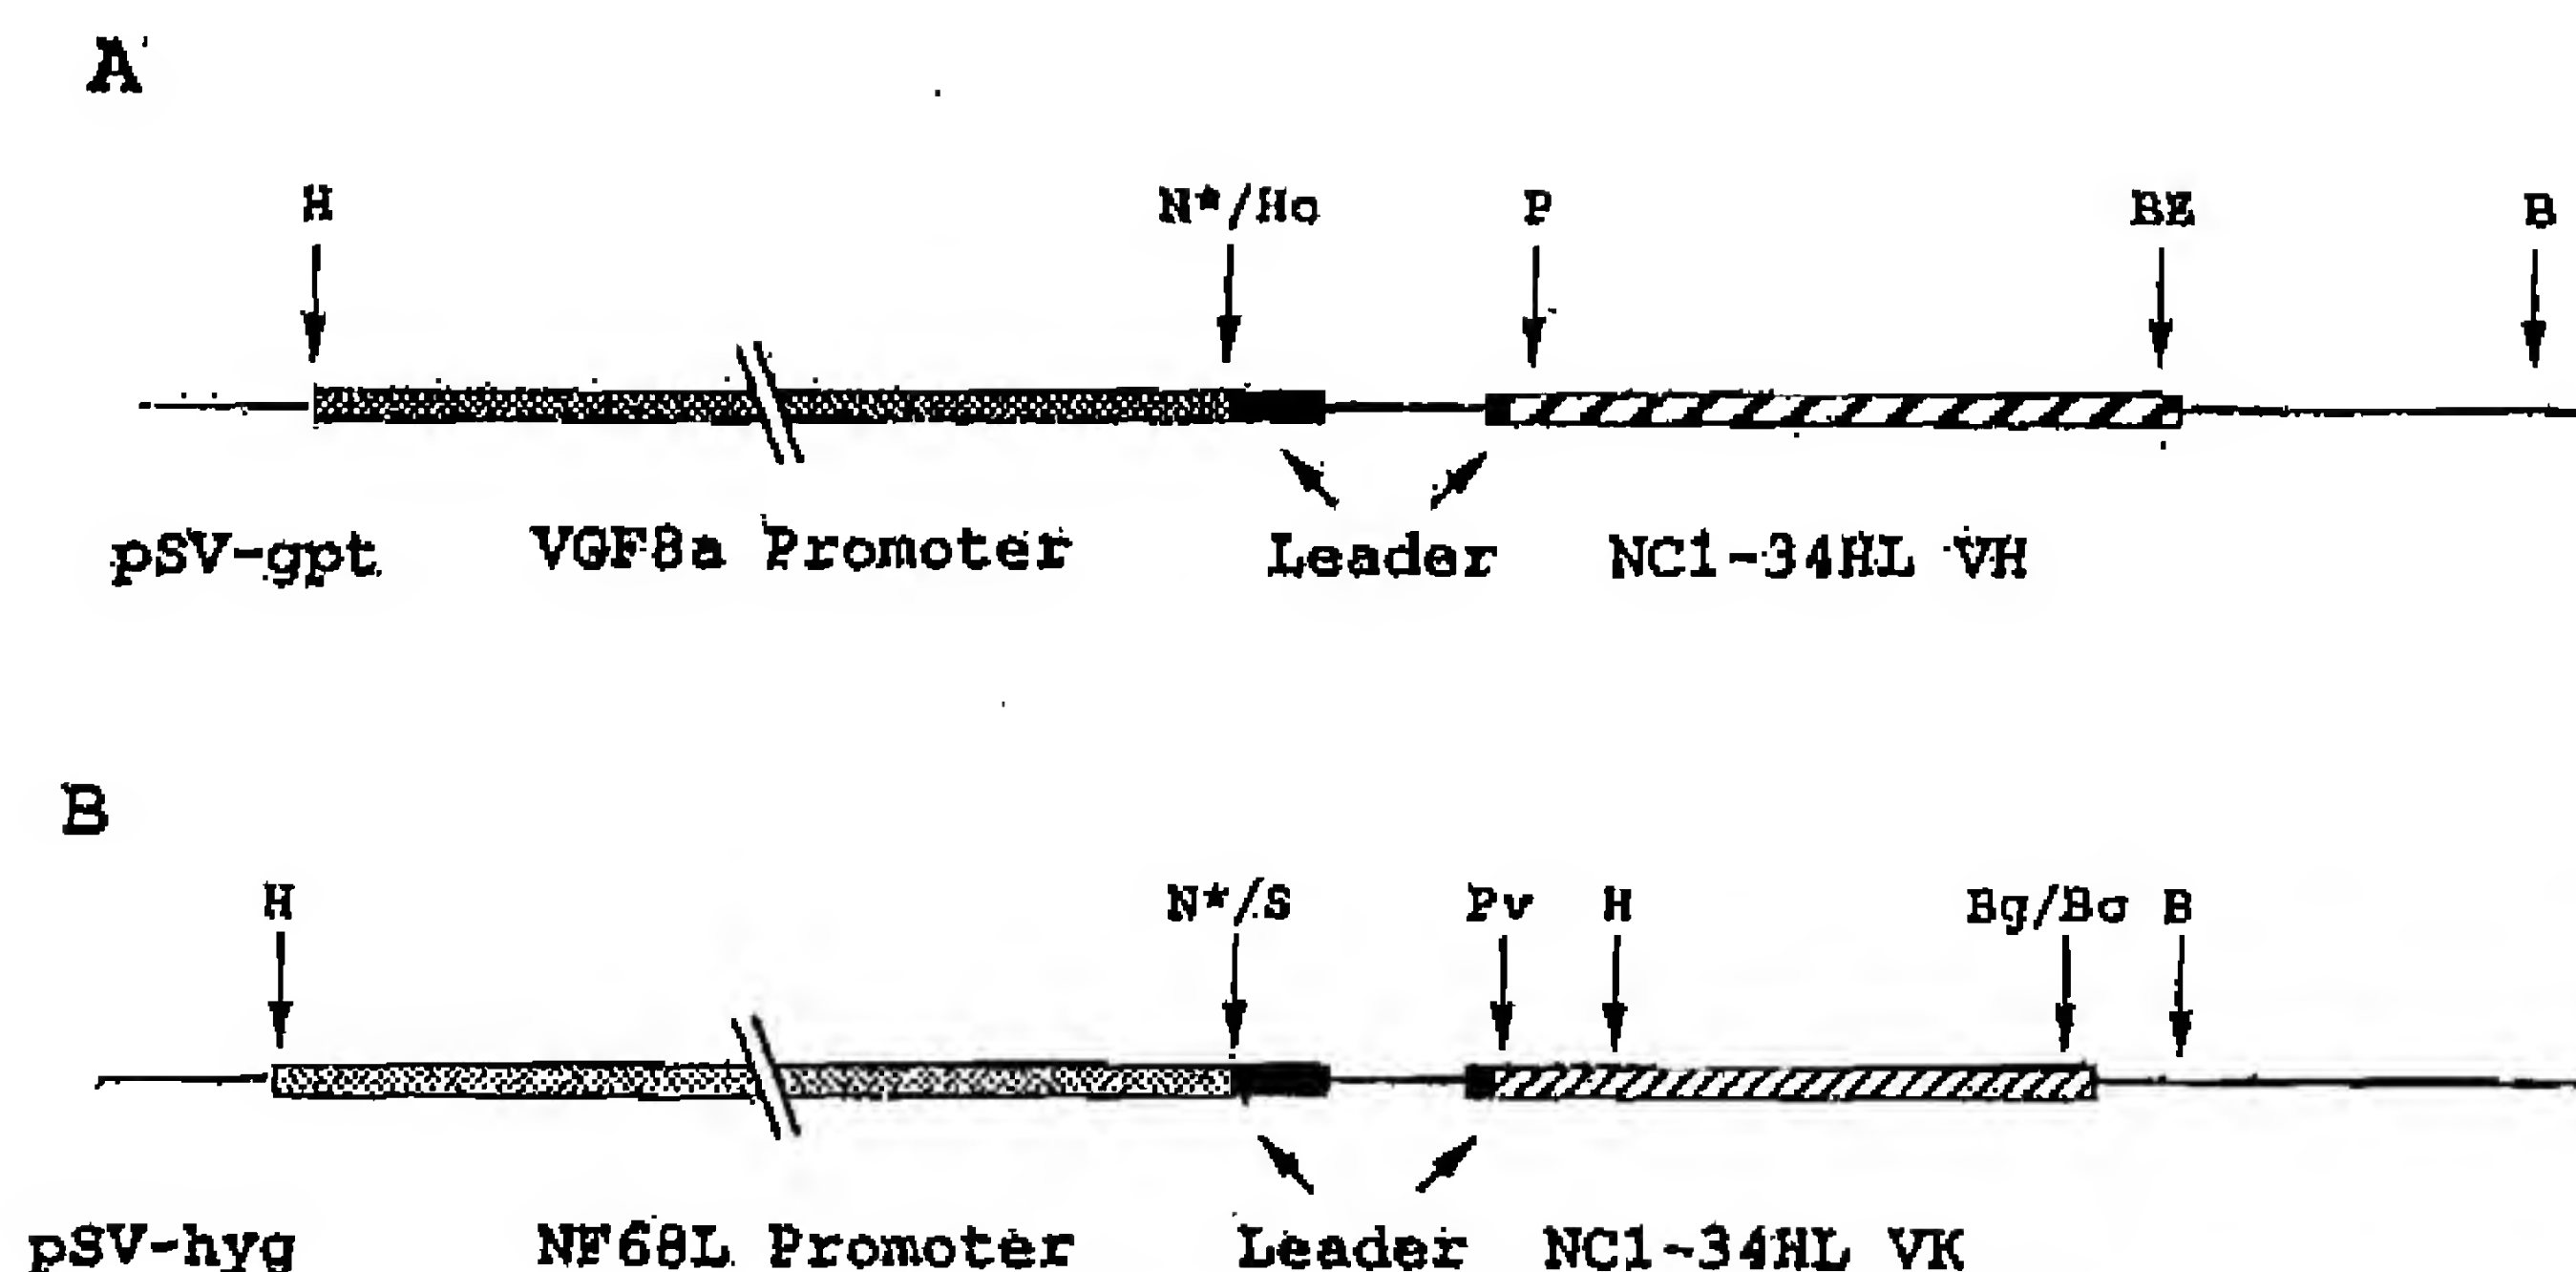 A
H N*/Ho P BE B
pSV-gpt VGF8a Promoter Leader NC1-34HL VH
B
H N*/S Pv H Bg/Bo B
pSV-hyg NF68L Promoter Leader NC1-34HL VK